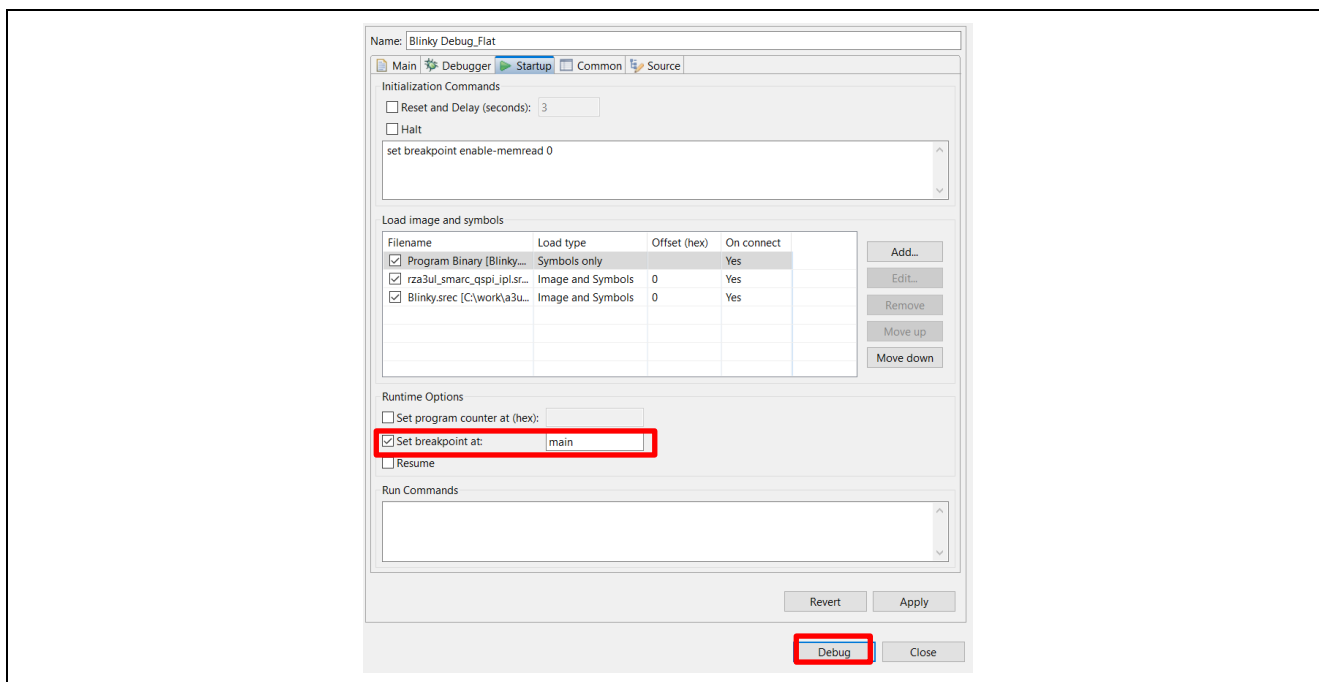 Name: Blinky Debug_Flat
Main Debugger Startup Common Source
Initialization Commands
Reset and Delay (seconds): 3
Halt
set breakpoint enable-memread 0
Load image and symbols
Filename Load type Offset (hex) On connect
Program Binary [Blinky.... Symbols only Yes
rza3ul_smarc_qspi_ipl.sr... Image and Symbols 0 Yes
Blinky.srec [C:\work\a3u... Image and Symbols 0 Yes
Add...
Edit...
Remove
Move up
Move down
Runtime Options
Set program counter at (hex):
Set breakpoint at: main
Resume
Run Commands
Revert Apply
Debug Close